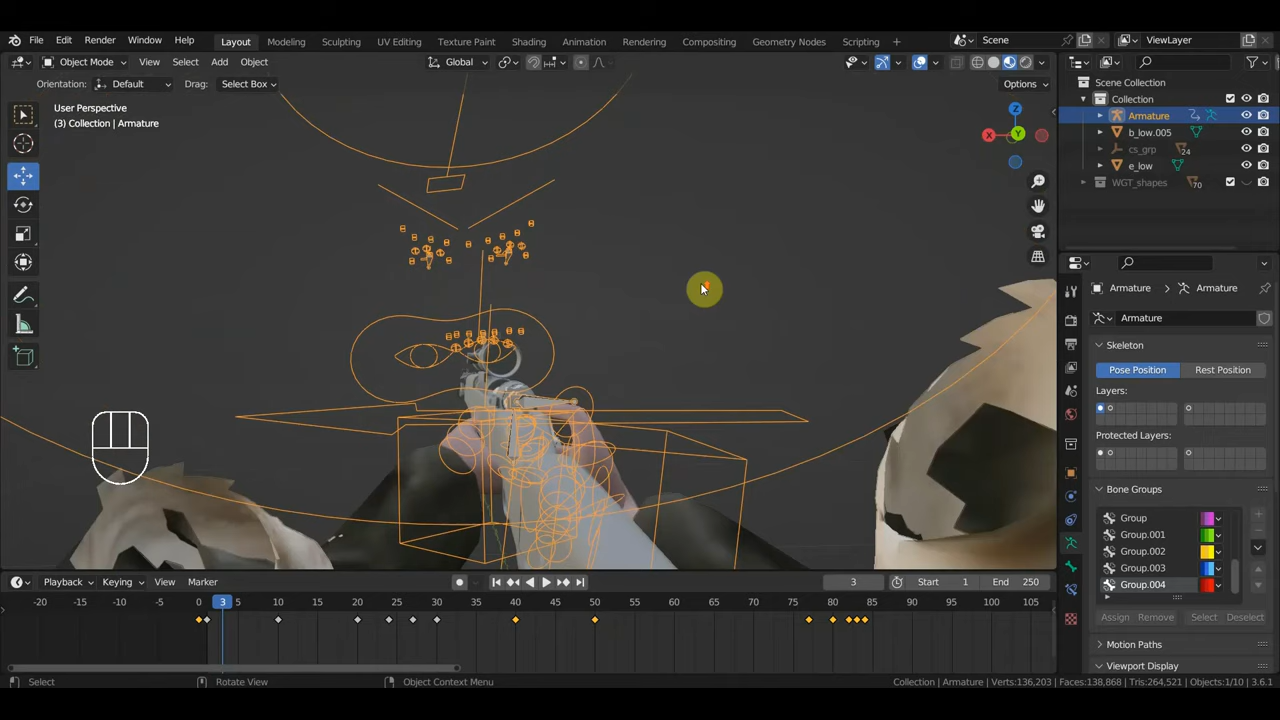 File Edit Render Window Help Layout Modeling Sculpting UV Editing Texture Paint Shading Animation Rendering Compositing Geometry Nodes Scripting + Scene ViewLayer
Object Mode View Select Add Object Global
Orientation: Default Drag: Select Box Options
User Perspective
(3) Collection | Armature
X Y Z
Scene Collection
Collection
Armature
b_low.005
cs_grp 24
e_low
WGT_shapes 70
Armature > Armature
Armature
Skeleton
Pose Position Rest Position
Layers:
Protected Layers:
Bone Groups
Group
Group.001
Group.002
Group.003
Group.004
Assign Remove Select Deselect
Motion Paths
Viewport Display
Playback Keying View Marker 3 Start 1 End 250
-20 -15 -10 -5 0 3 5 10 15 20 25 30 35 40 45 50 55 60 65 70 75 80 85 90 95 100 105
Select Rotate View Object Context Menu Collection | Armature | Verts:136,203 | Faces:138,868 | Tris:264,521 | Objects:1/10 | 3.6.1